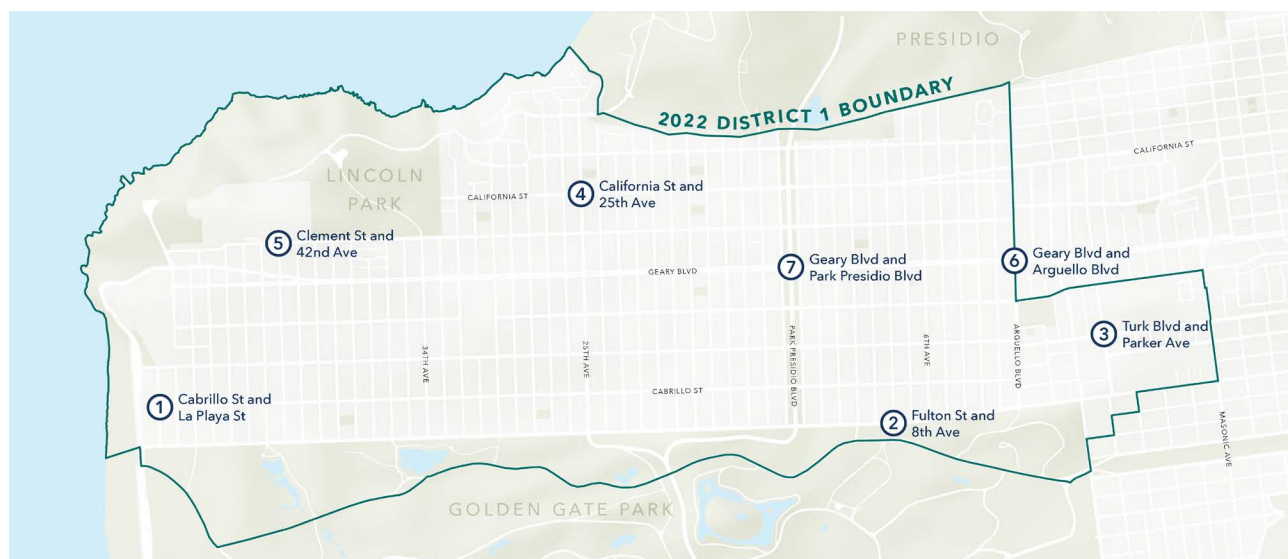 PRESIDIO
2022 DISTRICT 1 BOUNDARY
CALIFORNIA ST
LINCOLN
PARK
CALIFORNIA ST
4
California St and
25th Ave
5
Clement St and
42nd Ave
GEARY BLVD
7
Geary Blvd and
Park Presidio Blvd
6
Geary Blvd and
Arguello Blvd
3
Turk Blvd and
Parker Ave
34TH AVE
25TH AVE
PARK PRESIDIO BLVD
6TH AVE
ARGUELLO BLVD
CABRILLO ST
1
Cabrillo St and
La Playa St
2
Fulton St and
8th Ave
MASONIC AVE
GOLDEN GATE PARK